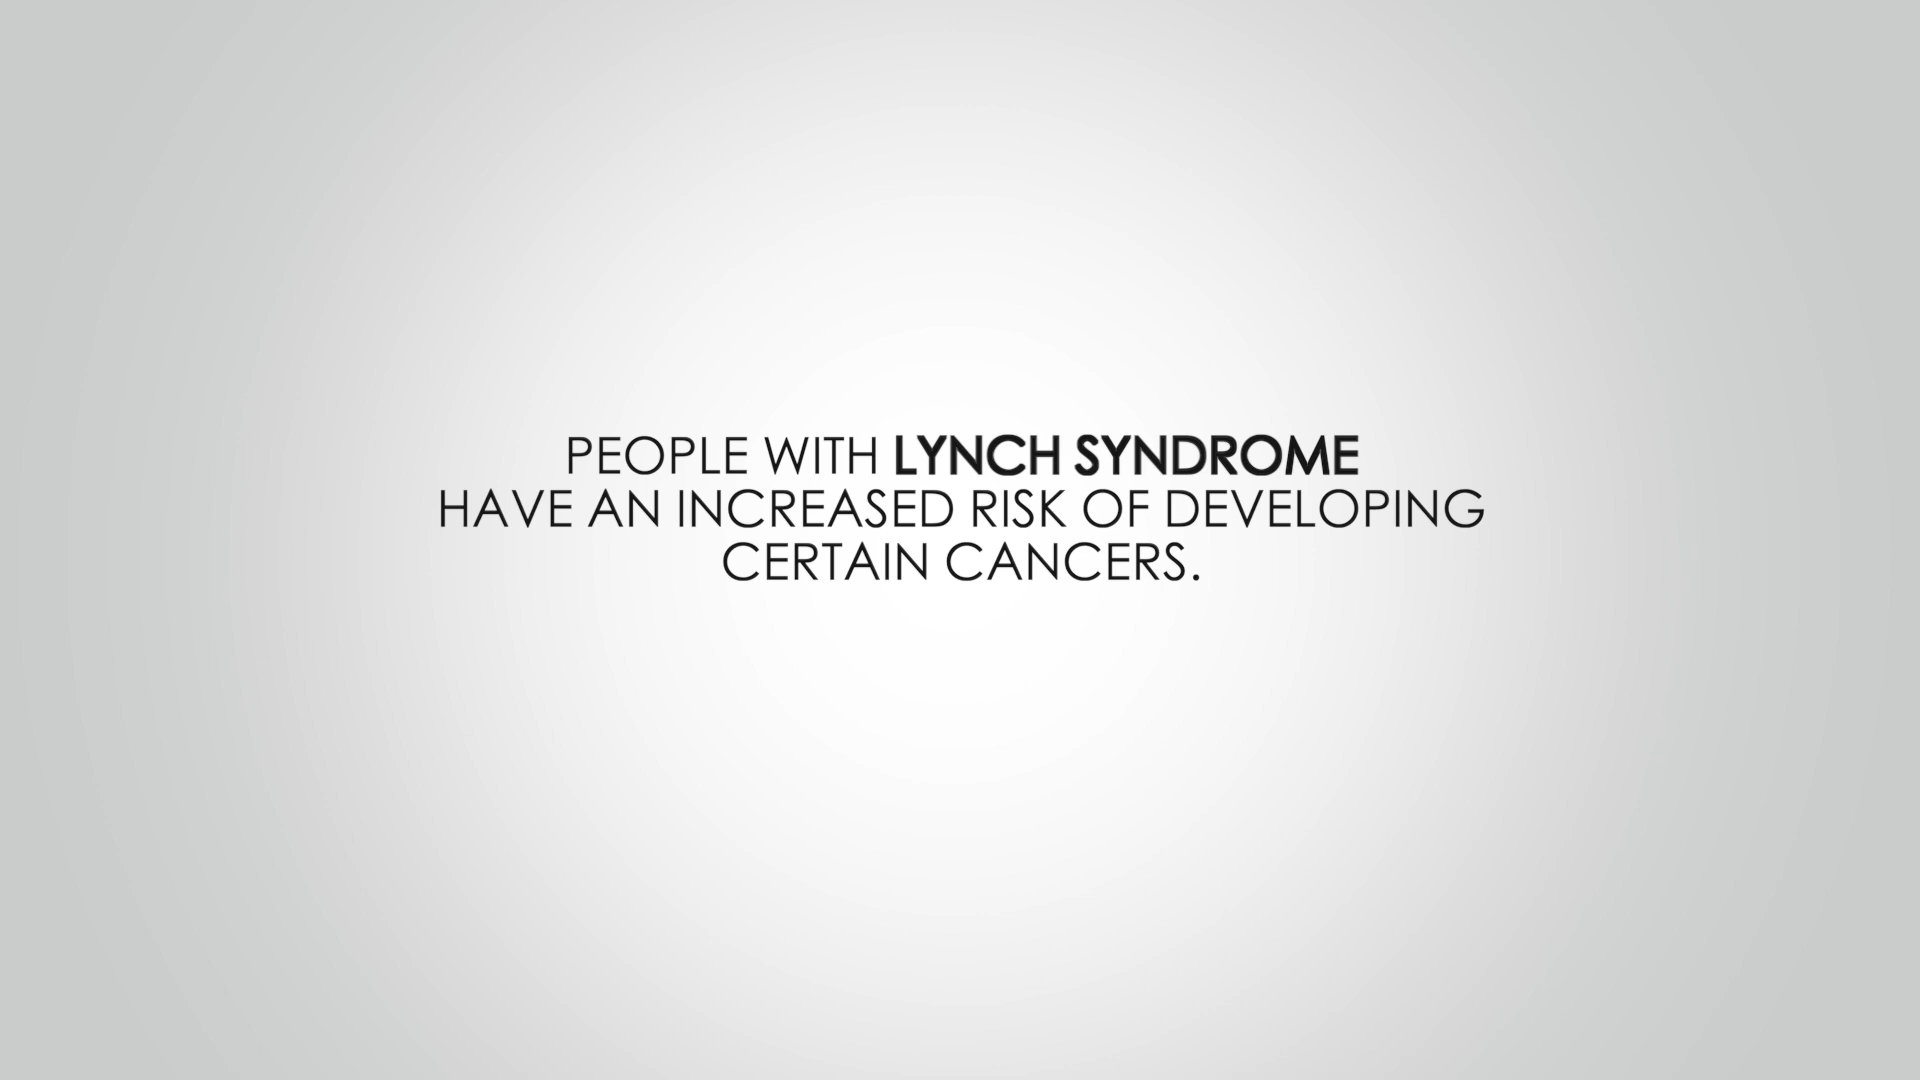 PEOPLE WITH LYNCH SYNDROME
HAVE AN INCREASED RISK OF DEVELOPING
CERTAIN CANCERS.